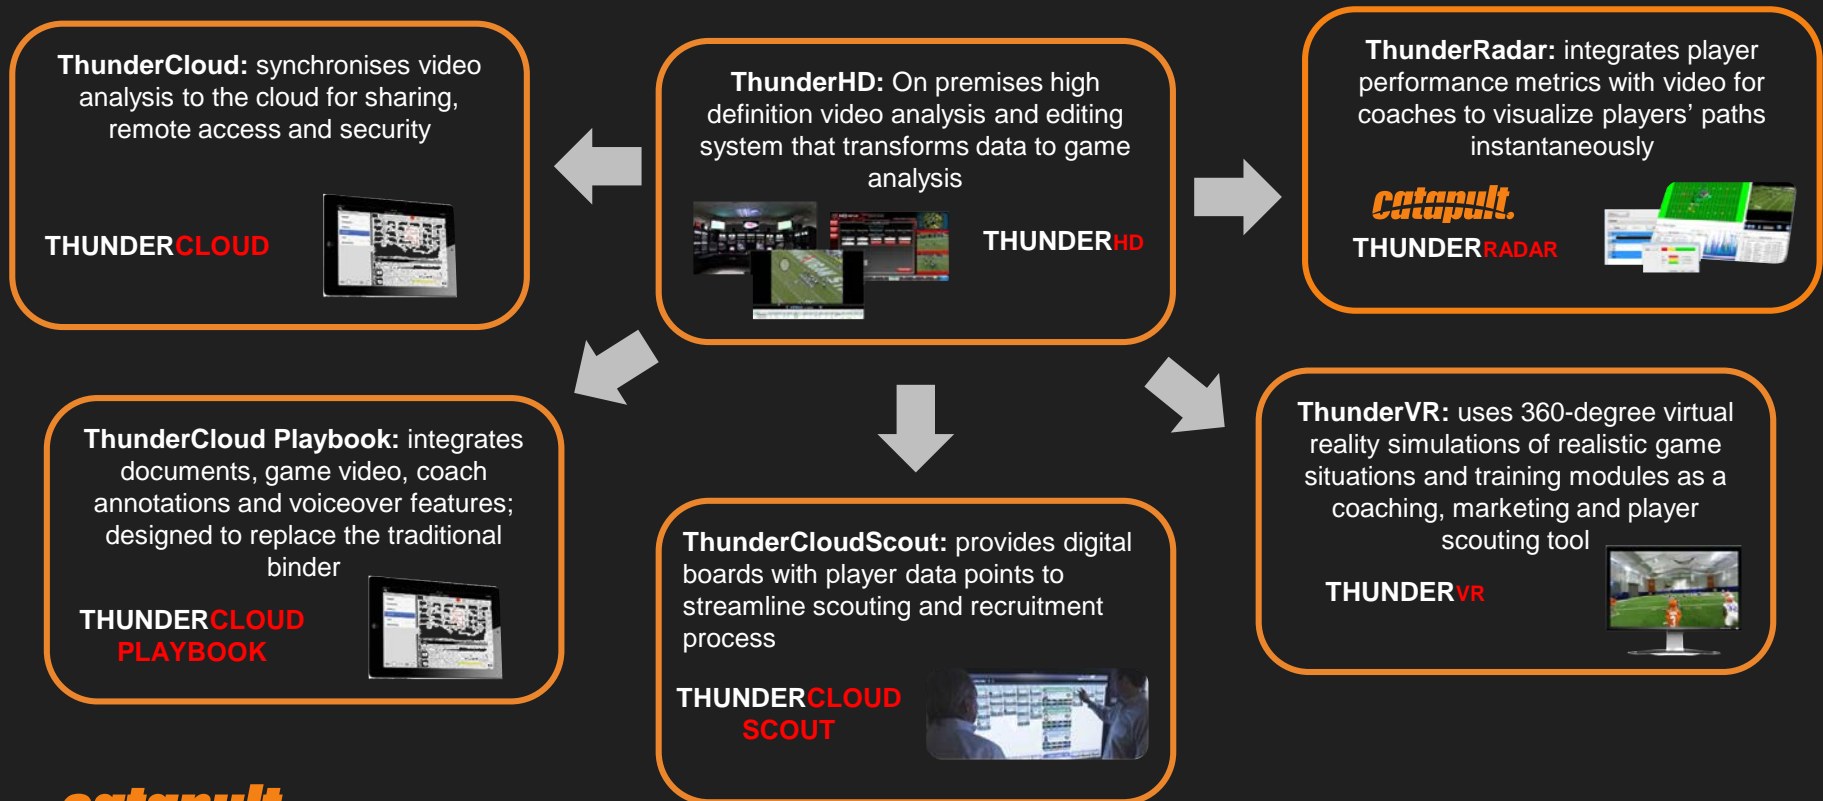 ThunderCloud: synchronises video
analysis to the cloud for sharing,
remote access and security
THUNDERCLOUD
ThunderHD: On premises high
definition video analysis and editing
system that transforms data to game
analysis
THUNDERHD
ThunderRadar: integrates player
performance metrics with video for
coaches to visualize players’ paths
instantaneously
catapult.
THUNDERRADAR
ThunderCloud Playbook: integrates
documents, game video, coach
annotations and voiceover features;
designed to replace the traditional
binder
THUNDERCLOUD
PLAYBOOK
ThunderCloudScout: provides digital
boards with player data points to
streamline scouting and recruitment
process
THUNDERCLOUD
SCOUT
ThunderVR: uses 360-degree virtual
reality simulations of realistic game
situations and training modules as a
coaching, marketing and player
scouting tool
THUNDERVR
catapult